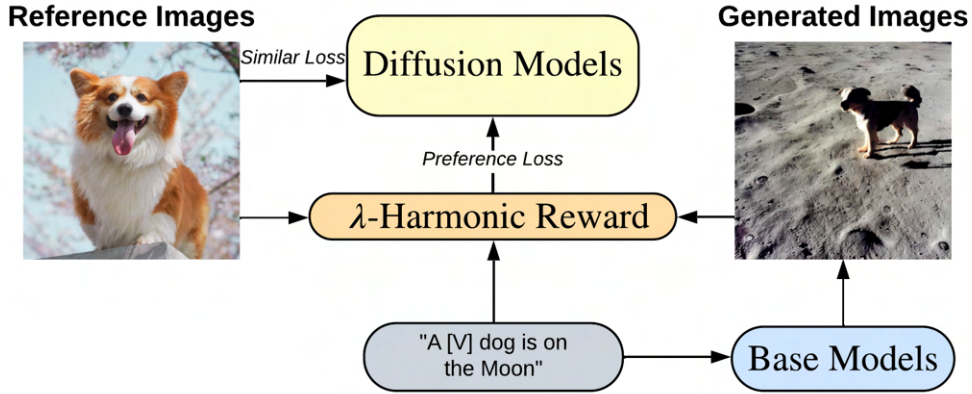 Reference Images
Generated Images
Similar Loss
Diffusion Models
Preference Loss
λ-Harmonic Reward
"A [V] dog is on
the Moon"
Base Models